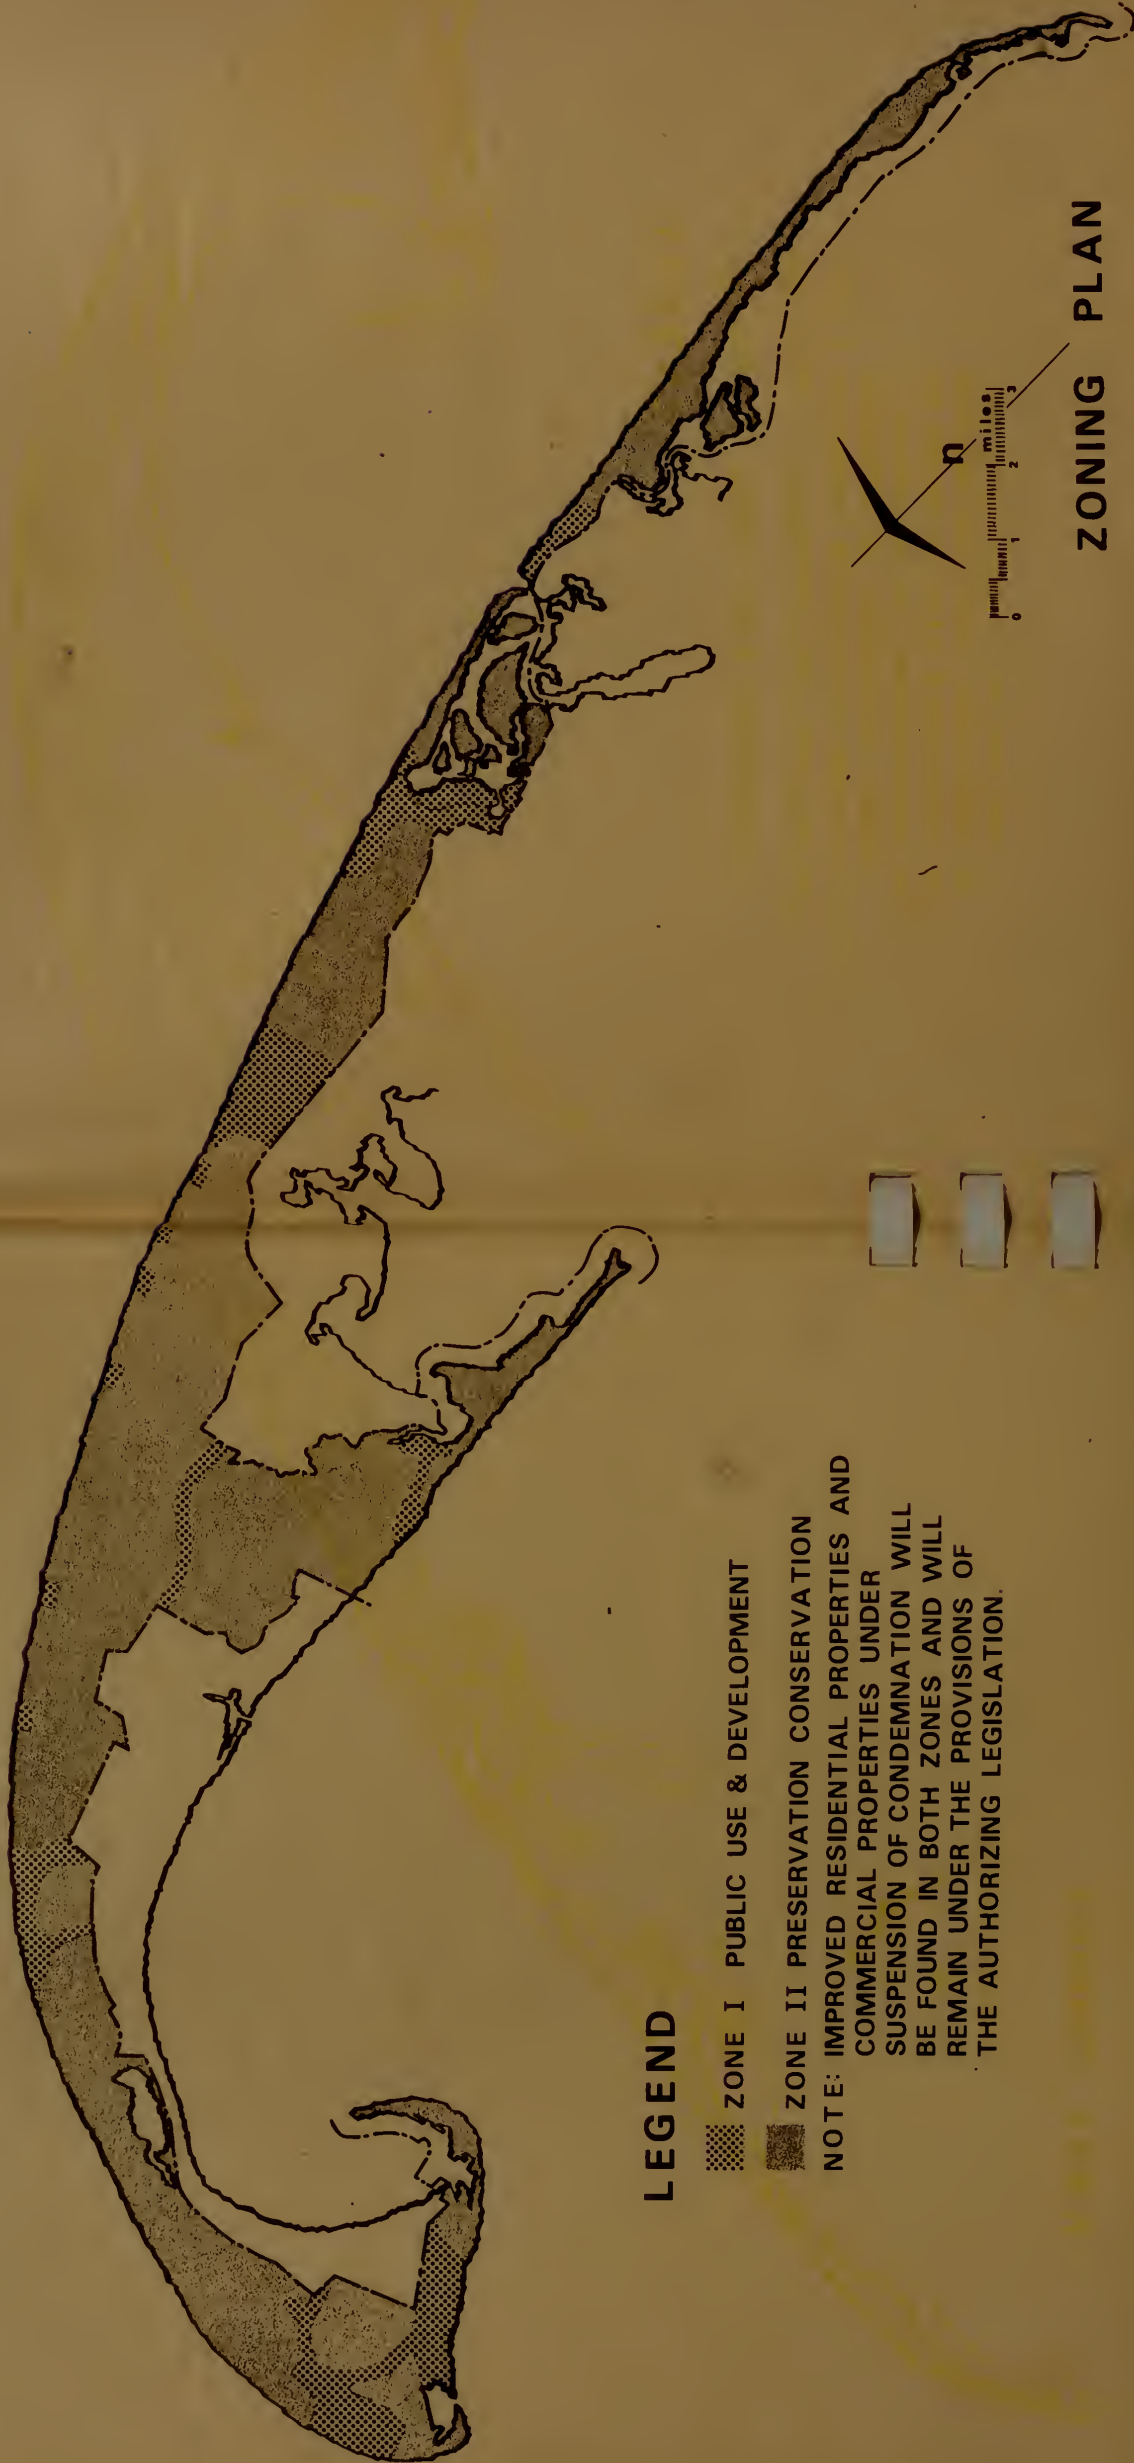 LEGEND
ZONE I PUBLIC USE & DEVELOPMENT
ZONE II PRESERVATION CONSERVATION
NOTE: IMPROVED RESIDENTIAL PROPERTIES AND
COMMERCIAL PROPERTIES UNDER
SUSPENSION OF CONDEMNATION WILL
BE FOUND IN BOTH ZONES AND WILL
REMAIN UNDER THE PROVISIONS OF
THE AUTHORIZING LEGISLATION.
n
miles
0 1 2 3
ZONING PLAN